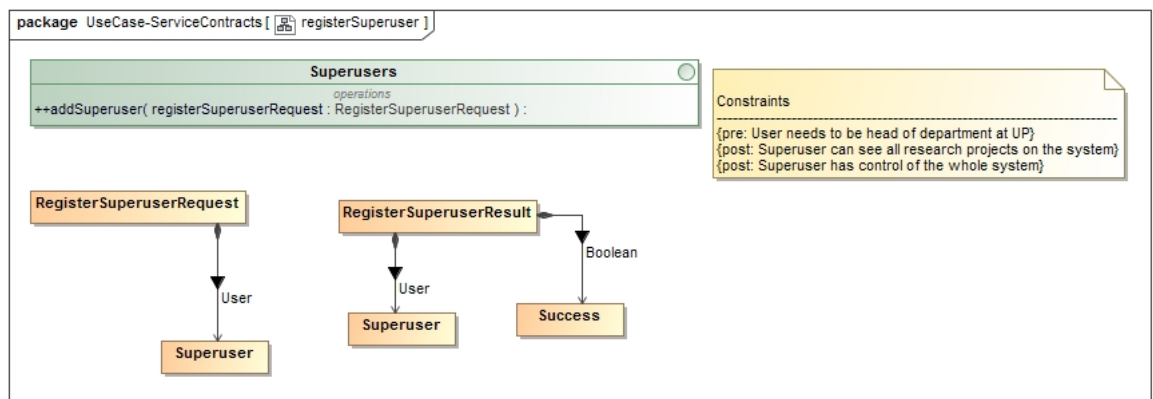 package UseCase-ServiceContracts [ registerSuperuser ]
Superusers
operations
++addSuperuser( registerSuperuserRequest : RegisterSuperuserRequest ) :
Constraints
{pre: User needs to be head of department at UP}
{post: Superuser can see all research projects on the system}
{post: Superuser has control of the whole system}
RegisterSuperuserRequest
User
Superuser
RegisterSuperuserResult
User
Superuser
Boolean
Success